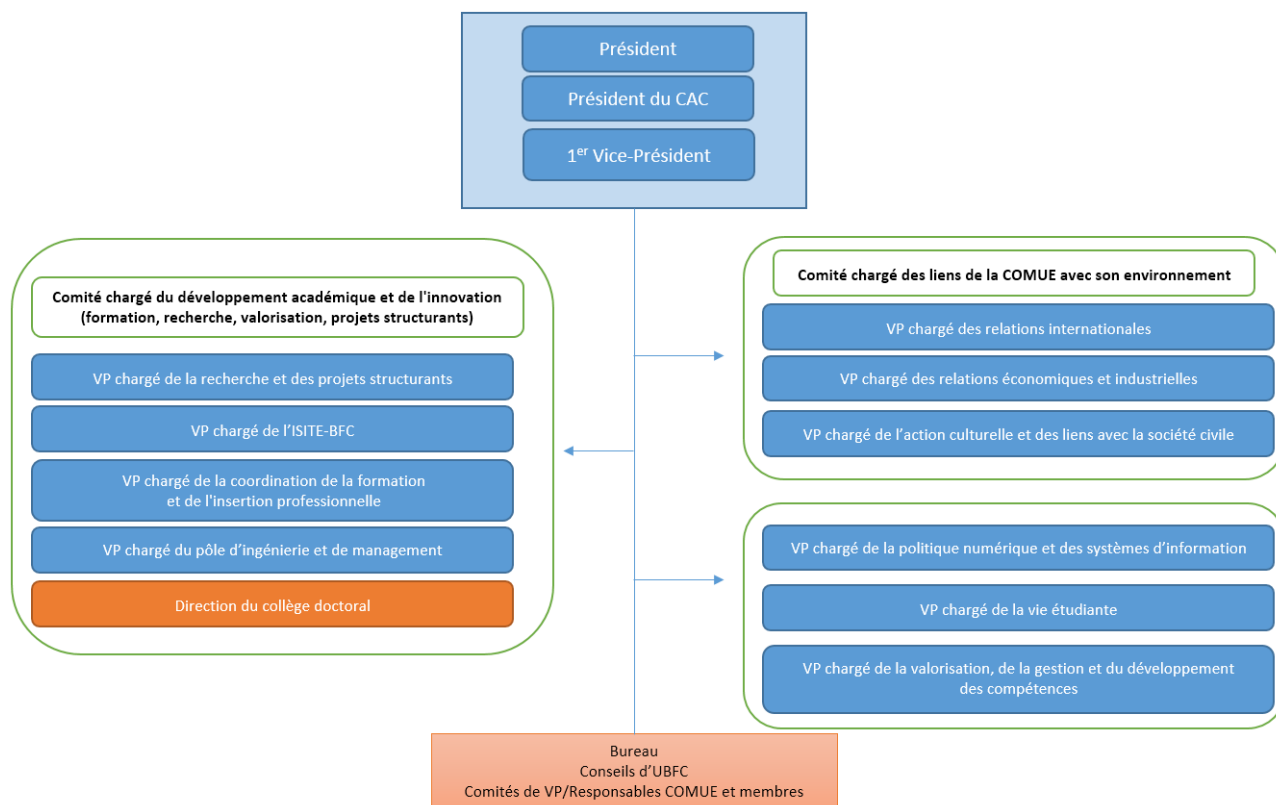 Président
Président du CAC
1er Vice-Président
Comité chargé du développement académique et de l'innovation
(formation, recherche, valorisation, projets structurants)
VP chargé de la recherche et des projets structurants
VP chargé de l’ISITE-BFC
VP chargé de la coordination de la formation
et de l'insertion professionnelle
VP chargé du pôle d’ingénierie et de management
Direction du collège doctoral
Comité chargé des liens de la COMUE avec son environnement
VP chargé des relations internationales
VP chargé des relations économiques et industrielles
VP chargé de l’action culturelle et des liens avec la société civile
VP chargé de la politique numérique et des systèmes d’information
VP chargé de la vie étudiante
VP chargé de la valorisation, de la gestion et du développement
des compétences
Bureau
Conseils d’UBFC
Comités de VP/Responsables COMUE et membres